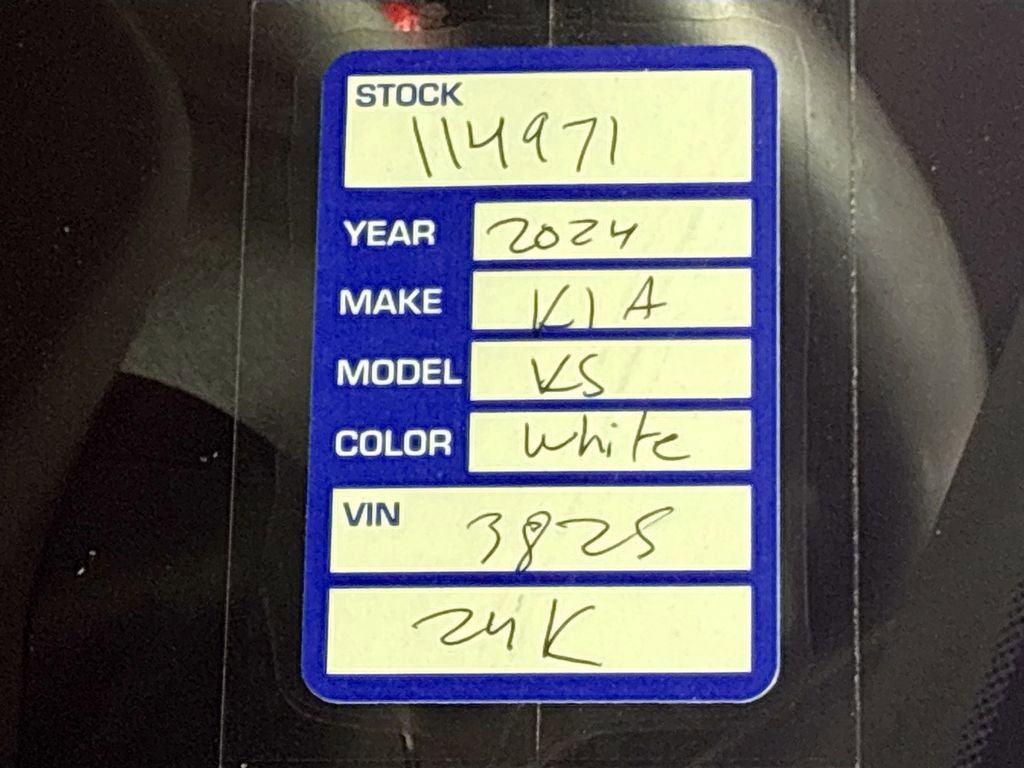 STOCK
114971
YEAR 2024
MAKE KIA
MODEL K5
COLOR White
VIN 3825
24K